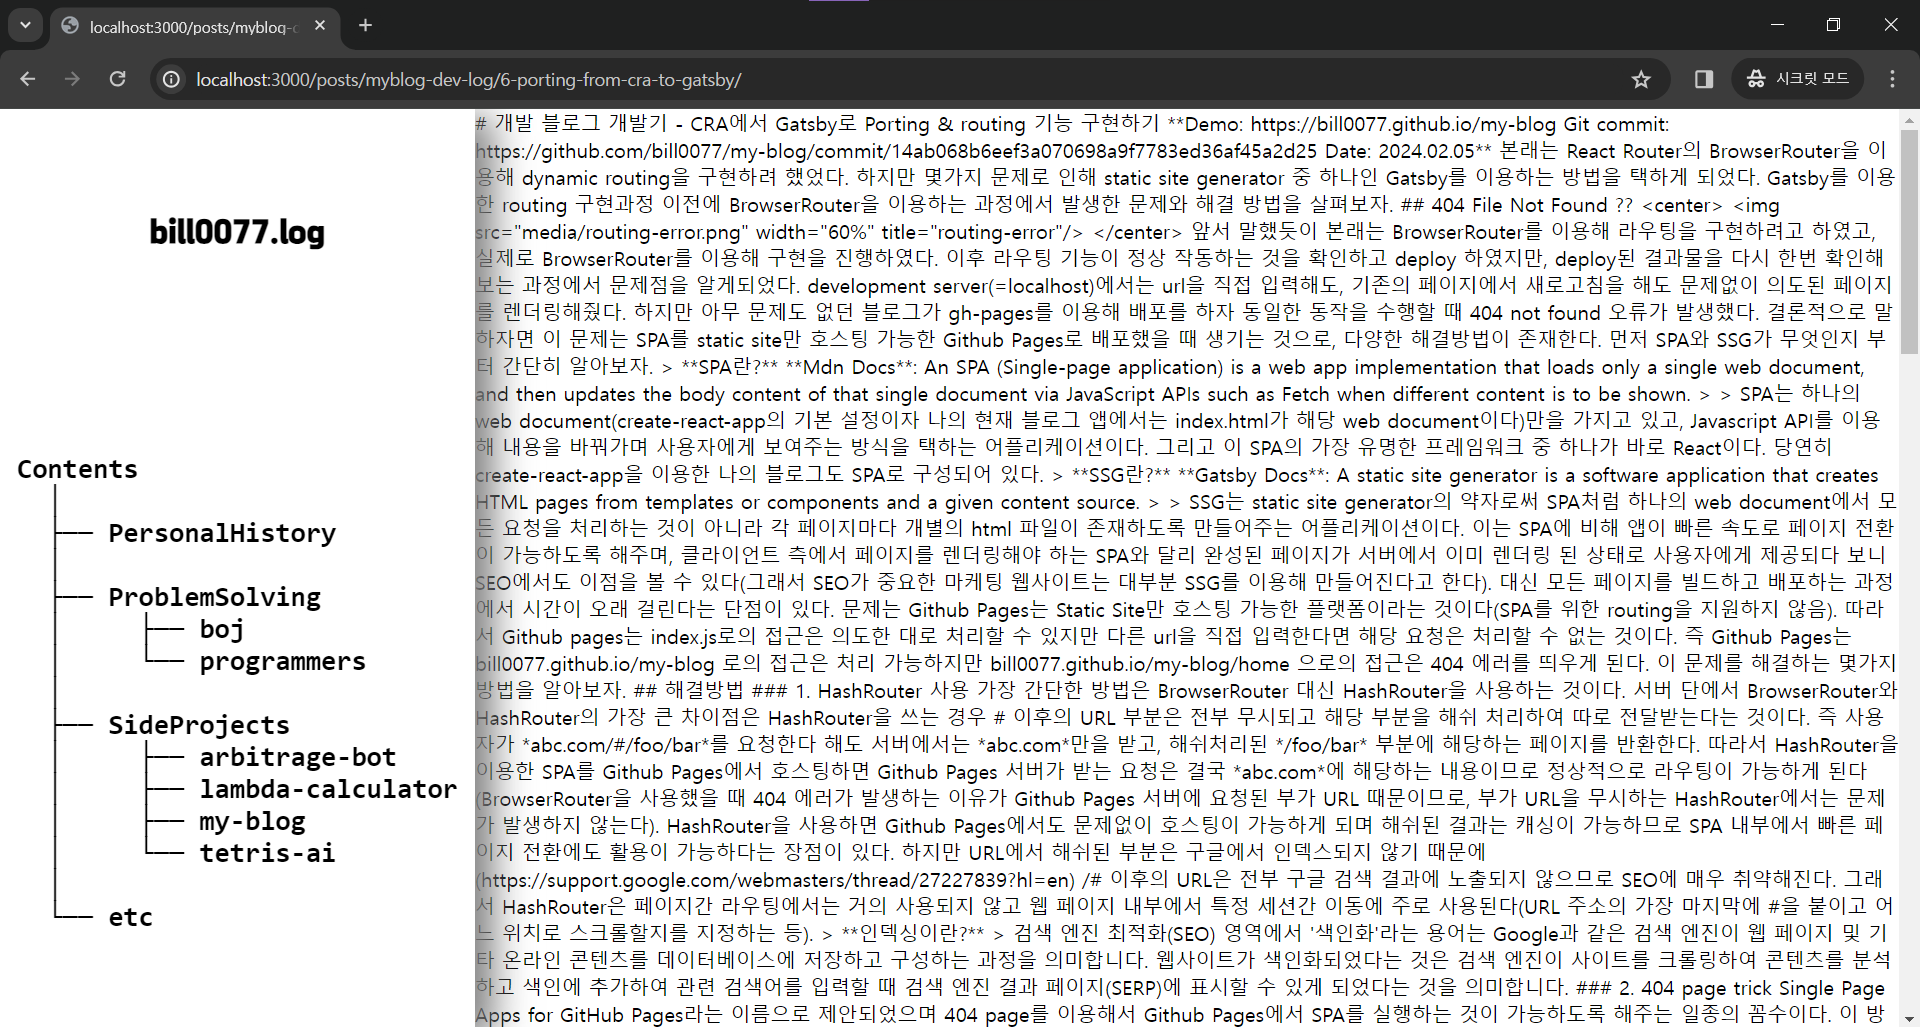 localhost:3000/posts/myblog-d
localhost:3000/posts/myblog-dev-log/6-porting-from-cra-to-gatsby/
시크릿 모드
bill0077.log
Contents
PersonalHistory
ProblemSolving
boj
programmers
SideProjects
arbitrage-bot
lambda-calculator
my-blog
tetris-ai
etc
# 개발 블로그 개발기 - CRA에서 Gatsby로 Porting & routing 기능 구현하기 **Demo: https://bill0077.github.io/my-blog Git commit:
https://github.com/bill0077/my-blog/commit/14ab068b6eef3a070698a9f7783ed36af45a2d25 Date: 2024.02.05** 본래는 React Router의 BrowserRouter을 이
용해 dynamic routing을 구현하려 했었다. 하지만 몇가지 문제로 인해 static site generator 중 하나인 Gatsby를 이용하는 방법을 택하게 되었다. Gatsby를 이용
한 routing 구현과정 이전에 BrowserRouter을 이용하는 과정에서 발생한 문제와 해결 방법을 살펴보자. ## 404 File Not Found ?? <center> <img
src="media/routing-error.png" width="60%" title="routing-error"/> </center> 앞서 말했듯이 본래는 BrowserRouter를 이용해 라우팅을 구현하려고 하였고,
실제로 BrowserRouter를 이용해 구현을 진행하였다. 이후 라우팅 기능이 정상 작동하는 것을 확인하고 deploy 하였지만, deploy된 결과물을 다시 한번 확인해
보는 과정에서 문제점을 알게되었다. development server(=localhost)에서는 url을 직접 입력해도, 기존의 페이지에서 새로고침을 해도 문제없이 의도된 페이지
를 렌더링해줬다. 하지만 아무 문제도 없던 블로그가 gh-pages를 이용해 배포를 하자 동일한 동작을 수행할 때 404 not found 오류가 발생했다. 결론적으로 말
하자면 이 문제는 SPA를 static site만 호스팅 가능한 Github Pages로 배포했을 때 생기는 것으로, 다양한 해결방법이 존재한다. 먼저 SPA와 SSG가 무엇인지 부
터 간단히 알아보자. > **SPA란?** **Mdn Docs**: An SPA (Single-page application) is a web app implementation that loads only a single web document,
and then updates the body content of that single document via JavaScript APIs such as Fetch when different content is to be shown. > > SPA는 하나의
web document(create-react-app의 기본 설정이자 나의 현재 블로그 앱에서는 index.html가 해당 web document이다)만을 가지고 있고, Javascript API를 이용
해 내용을 바꿔가며 사용자에게 보여주는 방식을 택하는 어플리케이션이다. 그리고 이 SPA의 가장 유명한 프레임워크 중 하나가 바로 React이다. 당연히
create-react-app을 이용한 나의 블로그도 SPA로 구성되어 있다. > **SSG란?** **Gatsby Docs**: A static site generator is a software application that creates
HTML pages from templates or components and a given content source. > > SSG는 static site generator의 약자로써 SPA처럼 하나의 web document에서 모
든 요청을 처리하는 것이 아니라 각 페이지마다 개별의 html 파일이 존재하도록 만들어주는 어플리케이션이다. 이는 SPA에 비해 앱이 빠른 속도로 페이지 전환
이 가능하도록 해주며, 클라이언트 측에서 페이지를 렌더링해야 하는 SPA와 달리 완성된 페이지가 서버에서 이미 렌더링 된 상태로 사용자에게 제공되다 보니
SEO에서도 이점을 볼 수 있다(그래서 SEO가 중요한 마케팅 웹사이트는 대부분 SSG를 이용해 만들어진다고 한다). 대신 모든 페이지를 빌드하고 배포하는 과정
에서 시간이 오래 걸린다는 단점이 있다. 문제는 Github Pages는 Static Site만 호스팅 가능한 플랫폼이라는 것이다(SPA를 위한 routing을 지원하지 않음). 따라
서 Github pages는 index.js로의 접근은 의도한 대로 처리할 수 있지만 다른 url을 직접 입력한다면 해당 요청은 처리할 수 없는 것이다. 즉 Github Pages는
bill0077.github.io/my-blog 로의 접근은 처리 가능하지만 bill0077.github.io/my-blog/home 으로의 접근은 404 에러를 띄우게 된다. 이 문제를 해결하는 몇가지
방법을 알아보자. ## 해결방법 ### 1. HashRouter 사용 가장 간단한 방법은 BrowserRouter 대신 HashRouter을 사용하는 것이다. 서버 단에서 BrowserRouter와
HashRouter의 가장 큰 차이점은 HashRouter을 쓰는 경우 # 이후의 URL 부분은 전부 무시되고 해당 부분을 해쉬 처리하여 따로 전달받는다는 것이다. 즉 사용
자가 *abc.com/#/foo/bar*를 요청한다 해도 서버에서는 *abc.com*만을 받고, 해쉬처리된 */foo/bar* 부분에 해당하는 페이지를 반환한다. 따라서 HashRouter을
이용한 SPA를 Github Pages에서 호스팅하면 Github Pages 서버가 받는 요청은 결국 *abc.com*에 해당하는 내용이므로 정상적으로 라우팅이 가능하게 된다
(BrowserRouter을 사용했을 때 404 에러가 발생하는 이유가 Github Pages 서버에 요청된 부가 URL 때문이므로, 부가 URL을 무시하는 HashRouter에서는 문제
가 발생하지 않는다). HashRouter을 사용하면 Github Pages에서도 문제없이 호스팅이 가능하게 되며 해쉬된 결과는 캐싱이 가능하므로 SPA 내부에서 빠른 페
이지 전환에도 활용이 가능하다는 장점이 있다. 하지만 URL에서 해쉬된 부분은 구글에서 인덱스되지 않기 때문에
(https://support.google.com/webmasters/thread/27227839?hl=en) /# 이후의 URL은 전부 구글 검색 결과에 노출되지 않으므로 SEO에 매우 취약해진다. 그래
서 HashRouter은 페이지간 라우팅에서는 거의 사용되지 않고 웹 페이지 내부에서 특정 세션간 이동에 주로 사용된다(URL 주소의 가장 마지막에 #을 붙이고 어
느 위치로 스크롤할지를 지정하는 등). > **인덱싱이란?** > 검색 엔진 최적화(SEO) 영역에서 '색인화'라는 용어는 Google과 같은 검색 엔진이 웹 페이지 및 기
타 온라인 콘텐츠를 데이터베이스에 저장하고 구성하는 과정을 의미합니다. 웹사이트가 색인화되었다는 것은 검색 엔진이 사이트를 크롤링하여 콘텐츠를 분석
하고 색인에 추가하여 관련 검색어를 입력할 때 검색 엔진 결과 페이지(SERP)에 표시할 수 있게 되었다는 것을 의미합니다. ### 2. 404 page trick Single Page
Apps for GitHub Pages라는 이름으로 제안되었으며 404 page를 이용해서 Github Pages에서 SPA를 실행하는 것이 가능하도록 해주는 일종의 꼼수이다. 이 방